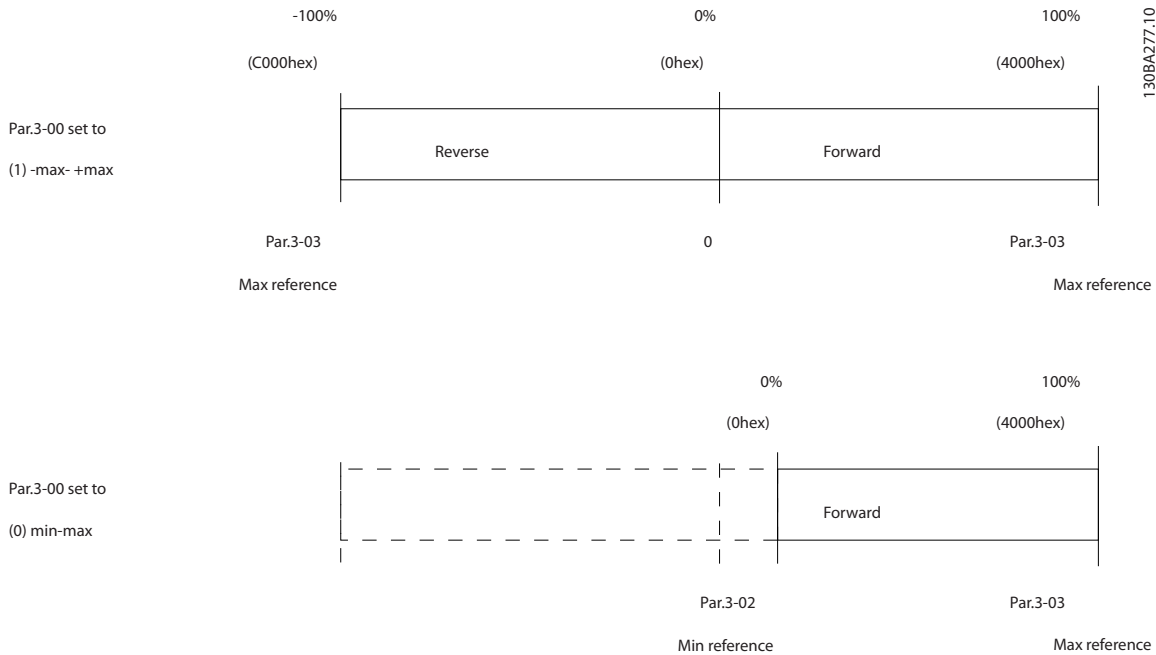 -100% 0% 100%
(C000hex) (0hex) (4000hex)
130BA277.10
Par.3-00 set to
(1) -max- +max
Reverse Forward
Par.3-03 0 Par.3-03
Max reference Max reference
0% 100%
(0hex) (4000hex)
Par.3-00 set to
(0) min-max
Forward
Par.3-02 Par.3-03
Min reference Max reference